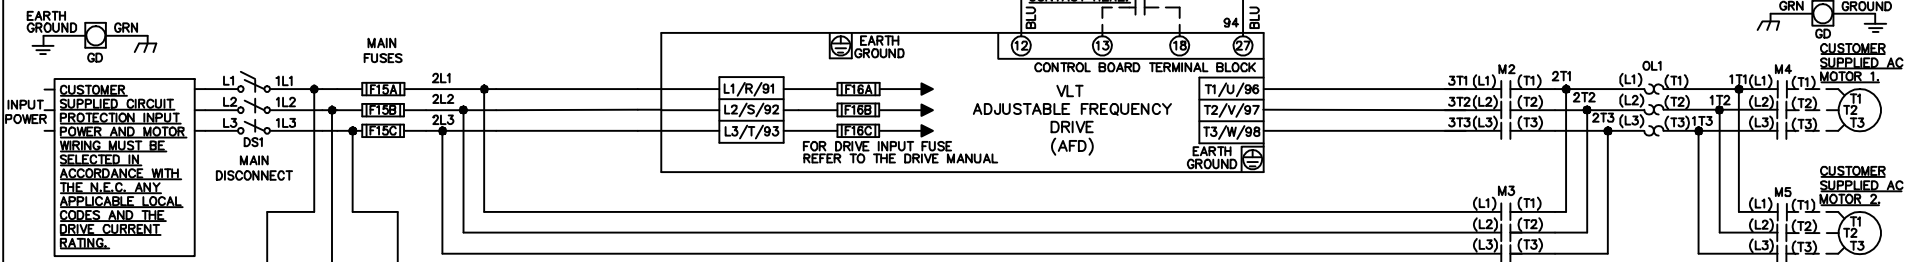 EARTH
GROUND
GRN
GD
INPUT
POWER
CUSTOMER
SUPPLIED CIRCUIT
PROTECTION INPUT
POWER AND MOTOR
WIRING MUST BE
SELECTED IN
ACCORDANCE WITH
THE N.E.C. ANY
APPLICABLE LOCAL
CODES AND THE
DRIVE CURRENT
RATING.
L1 1L1
L2 1L2
L3 1L3
DS1
MAIN
DISCONNECT
MAIN
FUSES
F15A
F15B
F15C
2L1
2L2
2L3
L1/R/91
L2/S/92
L3/T/93
F16A
F16B
F16C
FOR DRIVE INPUT FUSE
REFER TO THE DRIVE MANUAL
EARTH
GROUND
BLU
94
BLU
12
13
18
27
CONTROL BOARD TERMINAL BLOCK
VLT
ADJUSTABLE FREQUENCY
DRIVE
(AFD)
T1/U/96
T2/V/97
T3/W/98
EARTH
GROUND
M2
3T1 (L1) (T1) 2T1
3T2 (L2) (T2) 2T2
3T3 (L3) (T3) 2T3
M3
(L1) (T1)
(L2) (T2)
(L3) (T3)
OL1
(L1) (T1) 1T1
(L2) (T2) 1T2
(L3) (T3) 1T3
M4
(L1) (T1)
(L2) (T2)
(L3) (T3)
GRN
GROUND
GD
CUSTOMER
SUPPLIED AC
MOTOR 1.
T1
T2
T3
M5
(L1) (T1)
(L2) (T2)
(L3) (T3)
CUSTOMER
SUPPLIED AC
MOTOR 2.
T1
T2
T3